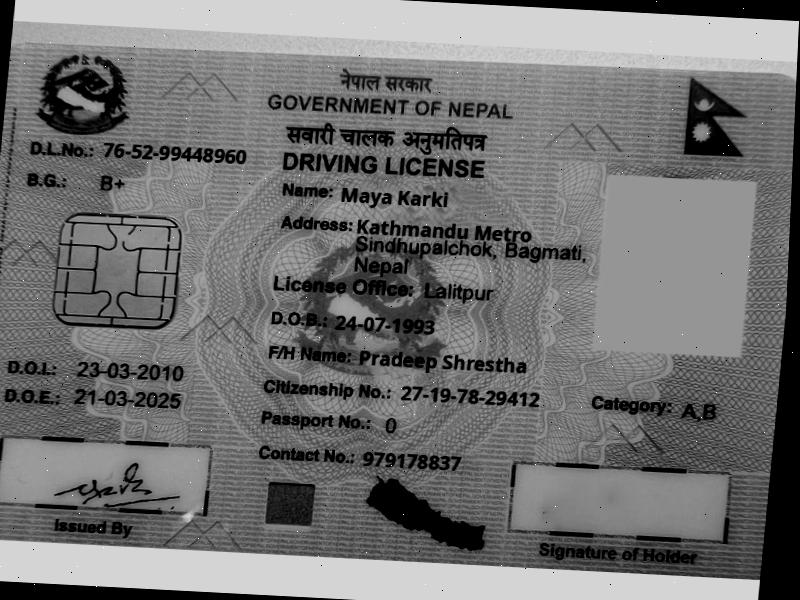 नेपाल सरकार
GOVERNMENT OF NEPAL
सवारी चालक अनुमतिपत्र
DRIVING LICENSE
D.L.No.: 76-52-99448960
B.G.: B+
Name: Maya Karki
Address: Kathmandu Metro
Sindhupalchok, Bagmati,
Nepal
License Office: Lalitpur
D.O.B.: 24-07-1993
F/H Name: Pradeep Shrestha
D.O.I.: 23-03-2010
D.O.E.: 21-03-2025
Citizenship No.: 27-19-78-29412
Category: A,B
Passport No.: 0
Contact No.: 979178837
Issued By
Signature of Holder